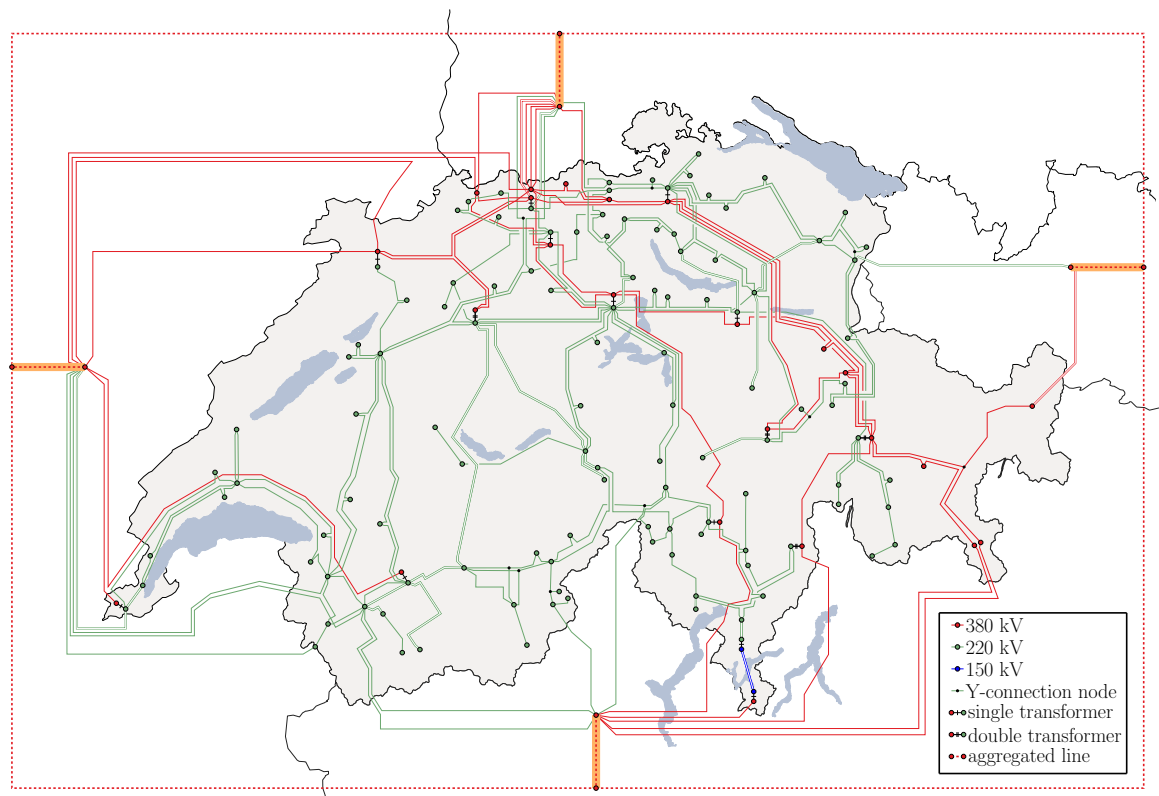 380 kV
220 kV
150 kV
Y-connection node
single transformer
double transformer
aggregated line